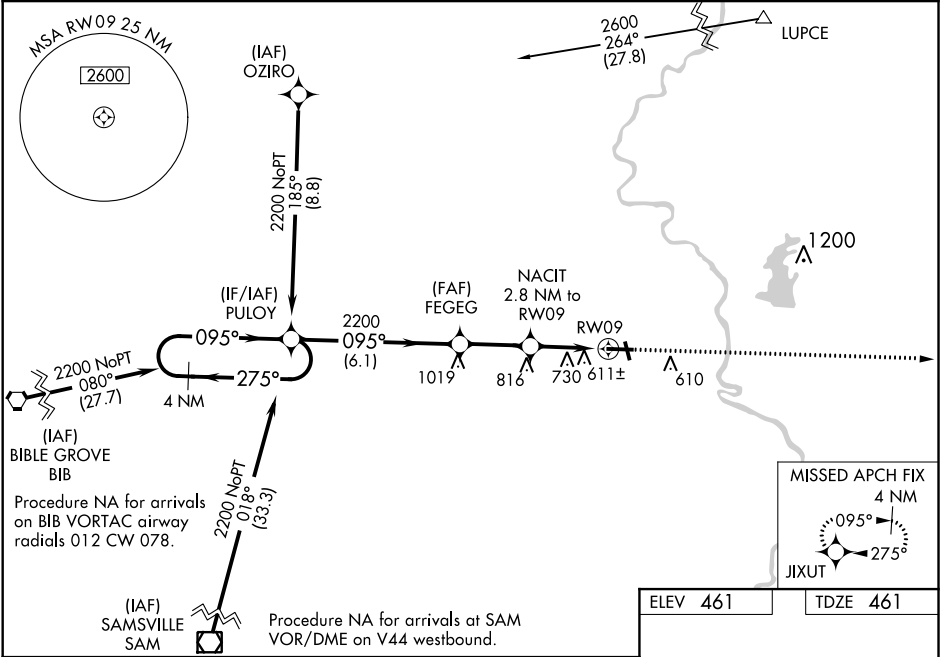 MSA RW09 25 NM
2600
(IAF)
OZIRO
2200 NoPT
185°
(8.8)
2600
264°
(27.8)
LUPCE
1200
(IF/IAF)
PULOY
095°
275°
4 NM
2200
095°
(6.1)
(FAF)
FEGEG
1019
NACIT
2.8 NM to
RW09
816
730
RW09
611±
610
2200 NoPT
080°
(27.7)
(IAF)
BIBLE GROVE
BIB
Procedure NA for arrivals
on BIB VORTAC airway
radials 012 CW 078.
2200 NoPT
018°
(33.3)
(IAF)
SAMSVILLE
SAM
Procedure NA for arrivals at SAM
VOR/DME on V44 westbound.
MISSED APCH FIX
4 NM
095°
275°
JIXUT
ELEV 461
TDZE 461